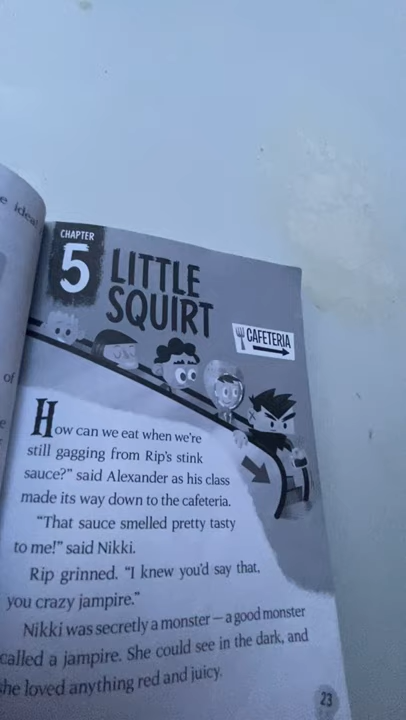 e idea!
of
CHAPTER
5
LITTLE
SQUIRT
CAFETERIA
How can we eat when we're
still gagging from Rip's stink
sauce?" said Alexander as his class
made its way down to the cafeteria.
"That sauce smelled pretty tasty
to me!" said Nikki.
Rip grinned. "I knew you'd say that,
you crazy jampire."
Nikki was secretly a monster — a good monster
called a jampire. She could see in the dark, and
she loved anything red and juicy.
23